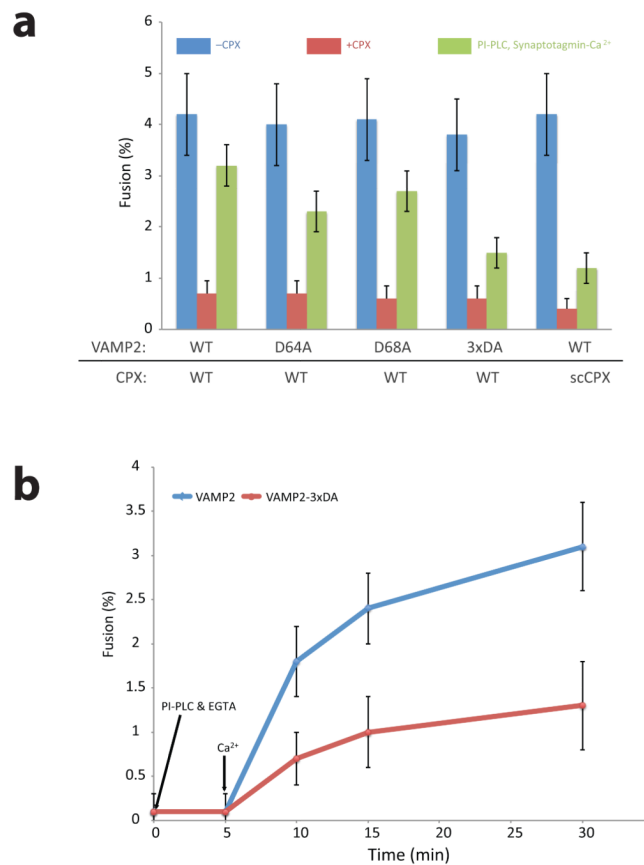 a
–CPX +CPX PI-PLC, Synaptotagmin-Ca²⁺
6
5
4
3
2
1
0
Fusion (%)
VAMP2: WT D64A D68A 3xDA WT
CPX: WT WT WT WT scCPX
b
VAMP2 VAMP2-3xDA
4
3.5
3
2.5
2
1.5
1
0.5
0
Fusion (%)
PI-PLC & EGTA
Ca²⁺
0 5 10 15 20 25 30
Time (min)